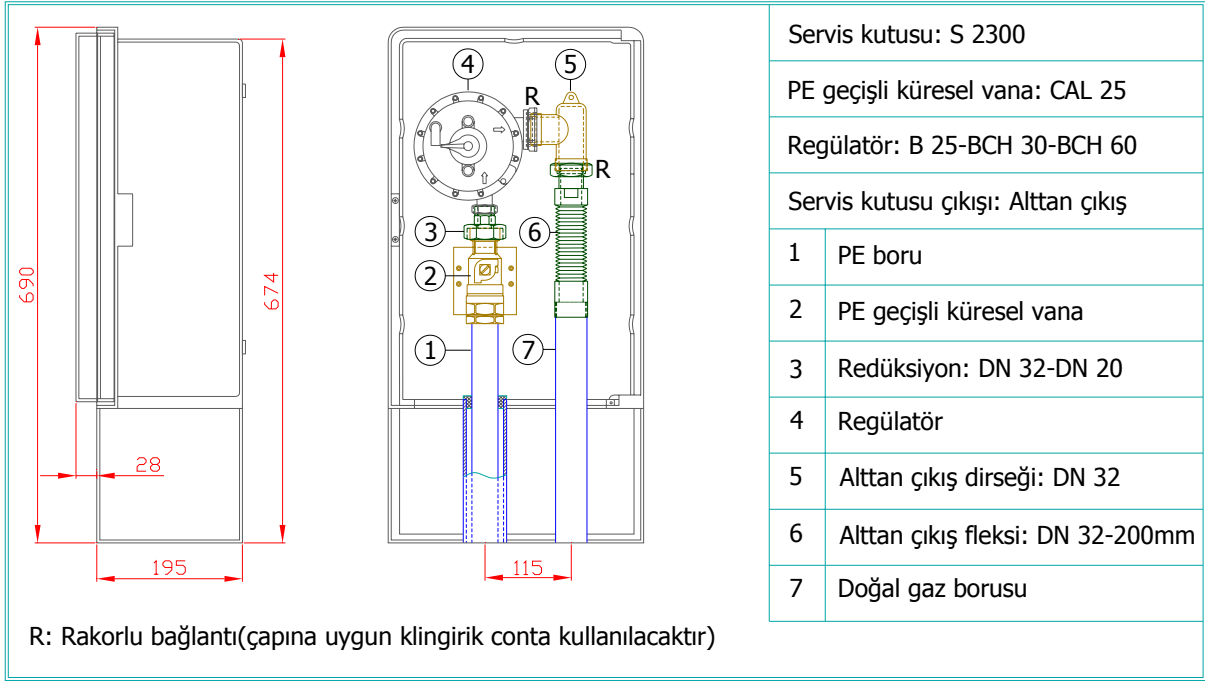 Servis kutusu: S 2300
PE geçişli küresel vana: CAL 25
Regülatör: B 25-BCH 30-BCH 60
Servis kutusu çıkışı: Alttan çıkış
1 PE boru
2 PE geçişli küresel vana
3 Redüksiyon: DN 32-DN 20
4 Regülatör
5 Alttan çıkış dirseği: DN 32
6 Alttan çıkış fleksi: DN 32-200mm
7 Doğal gaz borusu
690
674
28
195
4
5
R
R
3
6
2
1
7
115
R: Rakorlu bağlantı(çapına uygun klingirik conta kullanılacaktır)